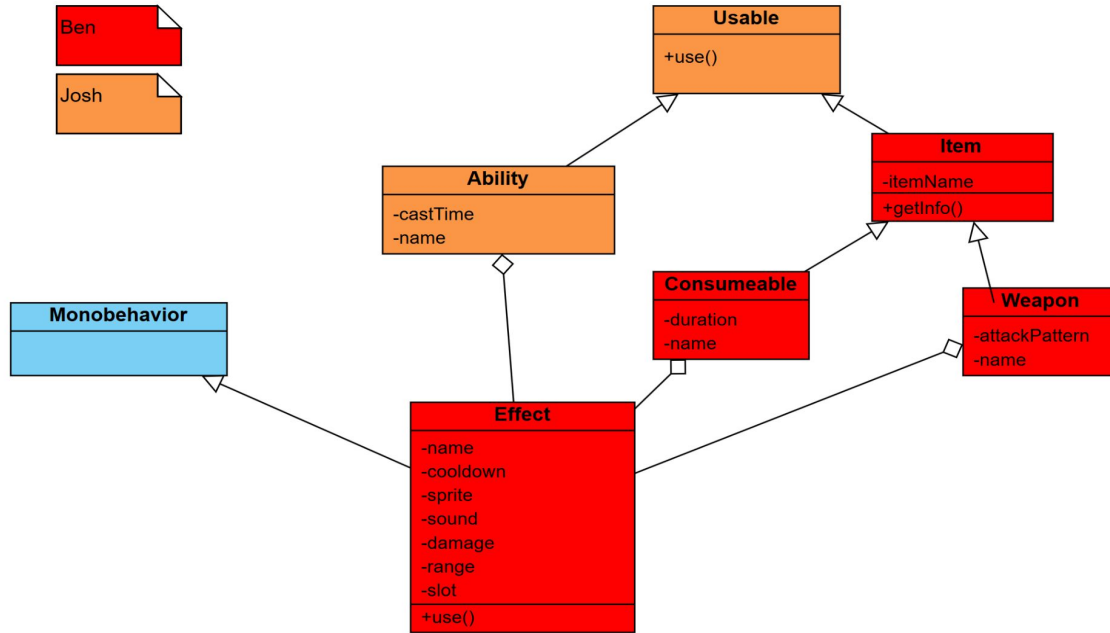 Ben
Josh
Usable
+use()
Item
-itemName
+getInfo()
Ability
-castTime
-name
Consumeable
-duration
-name
Weapon
-attackPattern
-name
Monobehavior
Effect
-name
-cooldown
-sprite
-sound
-damage
-range
-slot
+use()